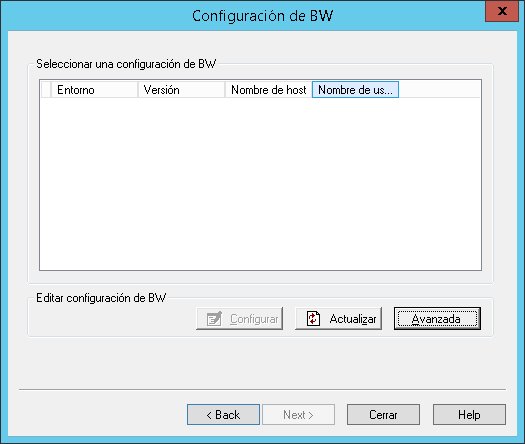 Configuración de BW
Seleccionar una configuración de BW
Entorno Versión Nombre de host Nombre de us...
Editar configuración de BW
Configurar Actualizar Avanzada
< Back Next > Cerrar Help